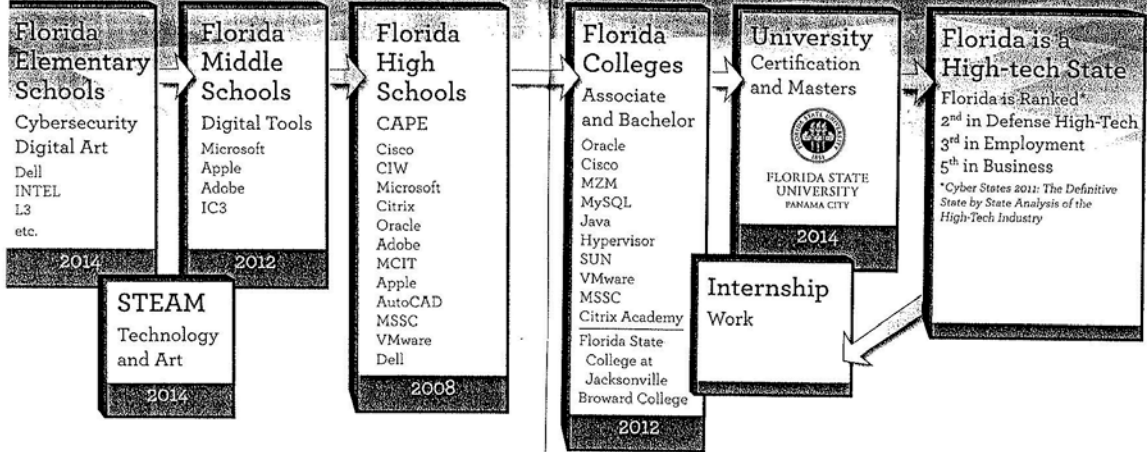 Florida
Elementary
Schools
Cybersecurity
Digital Art
Dell
INTEL
L3
etc.
2014
STEAM
Technology
and Art
2014
Florida
Middle
Schools
Digital Tools
Microsoft
Apple
Adobe
IC3
2012
Florida
High
Schools
CAPE
Cisco
CIW
Microsoft
Citrix
Oracle
Adobe
MCIT
Apple
AutoCAD
MSSC
VMware
Dell
2008
Florida
Colleges
Associate
and Bachelor
Oracle
Cisco
MZM
MySQL
Java
Hypervisor
SUN
VMware
MSSC
Citrix Academy
Florida State
College at
Jacksonville
Broward College
2012
University
Certification
and Masters
FLORIDA STATE UNIVERSITY
1851
FLORIDA STATE
UNIVERSITY
PANAMA CITY
2014
Internship
Work
Florida is a
High-tech State
Florida is Ranked*
2nd in Defense High-Tech
3rd in Employment
5th in Business
*Cyber States 2011: The Definitive
State by State Analysis of the
High-Tech Industry